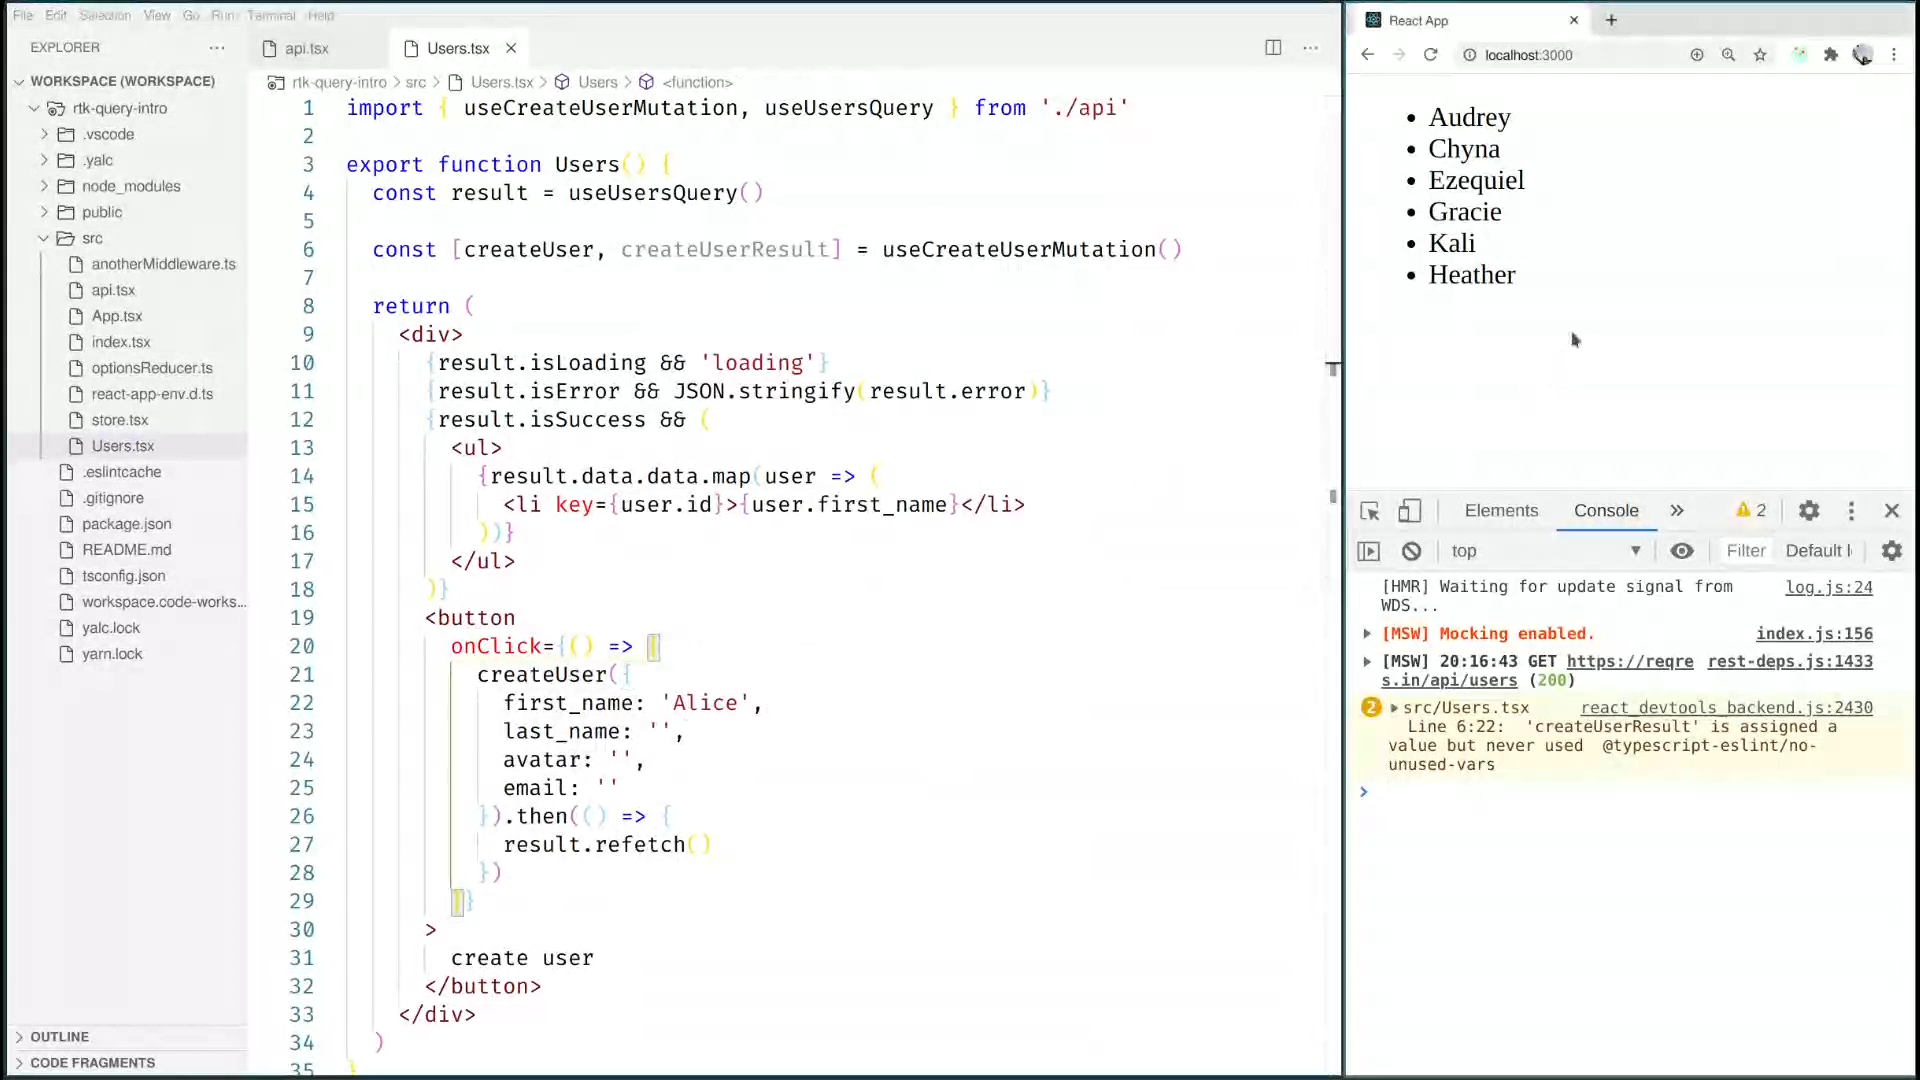 File Edit Selection View Go Run Terminal Help
EXPLORER
WORKSPACE (WORKSPACE)
rtk-query-intro
.vscode
.yalc
node_modules
public
src
anotherMiddleware.ts
api.tsx
App.tsx
index.tsx
optionsReducer.ts
react-app-env.d.ts
store.tsx
Users.tsx
.eslintcache
.gitignore
package.json
README.md
tsconfig.json
workspace.code-works...
yalc.lock
yarn.lock
OUTLINE
CODE FRAGMENTS
api.tsx Users.tsx
rtk-query-intro > src > Users.tsx > Users > <function>
1 import { useCreateUserMutation, useUsersQuery } from './api'
2
3 export function Users() {
4 const result = useUsersQuery()
5
6 const [createUser, createUserResult] = useCreateUserMutation()
7
8 return (
9 <div>
10 {result.isLoading && 'loading'}
11 {result.isError && JSON.stringify(result.error)}
12 {result.isSuccess && (
13 <ul>
14 {result.data.data.map(user => (
15 <li key={user.id}>{user.first_name}</li>
16 ))}
17 </ul>
18 )}
19 <button
20 onClick={() => {
21 createUser({
22 first_name: 'Alice',
23 last_name: '',
24 avatar: '',
25 email: ''
26 }).then(() => {
27 result.refetch()
28 })
29 }}
30 >
31 create user
32 </button>
33 </div>
34 )
35 }
React App
localhost:3000
• Audrey
• Chyna
• Ezequiel
• Gracie
• Kali
• Heather
Elements Console » 2
top Filter Default l
[HMR] Waiting for update signal from log.js:24
WDS...
[MSW] Mocking enabled. index.js:156
[MSW] 20:16:43 GET https://reqre rest-deps.js:1433
s.in/api/users (200)
2 src/Users.tsx react_devtools_backend.js:2430
Line 6:22: 'createUserResult' is assigned a
value but never used @typescript-eslint/no-
unused-vars